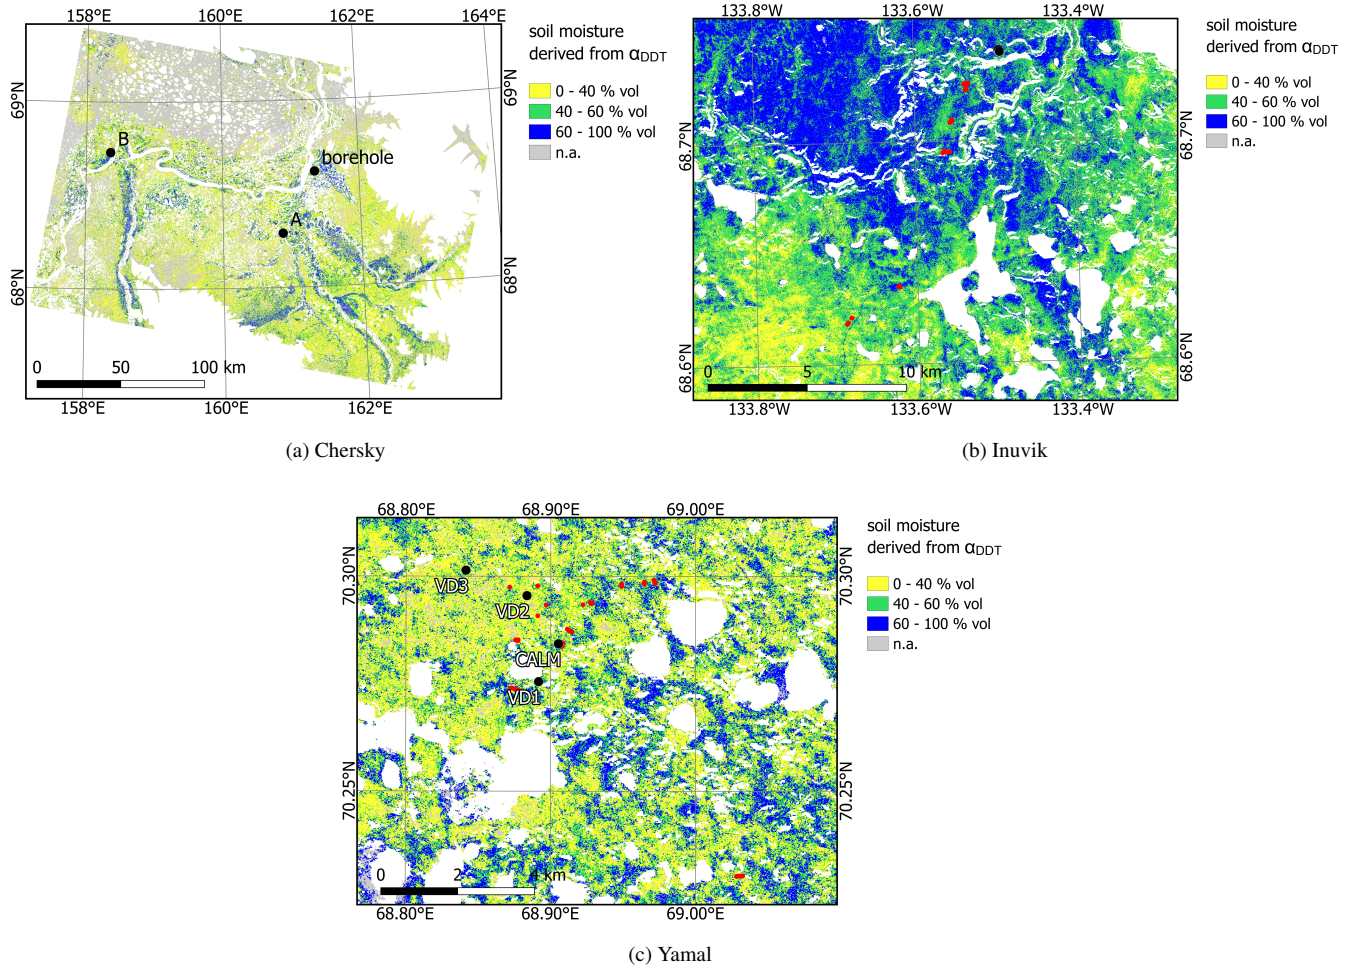 158°E 160°E 162°E 164°E
69°N
69°N
68°N
68°N
B
borehole
A
0 50 100 km
158°E 160°E 162°E
soil moisture
derived from αDDT
0 - 40 % vol
40 - 60 % vol
60 - 100 % vol
n.a.
(a) Chersky
133.8°W 133.6°W 133.4°W
68.7°N
68.7°N
68.6°N
68.6°N
0 5 10 km
133.8°W 133.6°W 133.4°W
soil moisture
derived from αDDT
0 - 40 % vol
40 - 60 % vol
60 - 100 % vol
n.a.
(b) Inuvik
68.80°E 68.90°E 69.00°E
70.30°N
70.30°N
VD3
VD2
CALM
VD1
70.25°N
70.25°N
0 2 4 km
68.80°E 68.90°E 69.00°E
soil moisture
derived from αDDT
0 - 40 % vol
40 - 60 % vol
60 - 100 % vol
n.a.
(c) Yamal